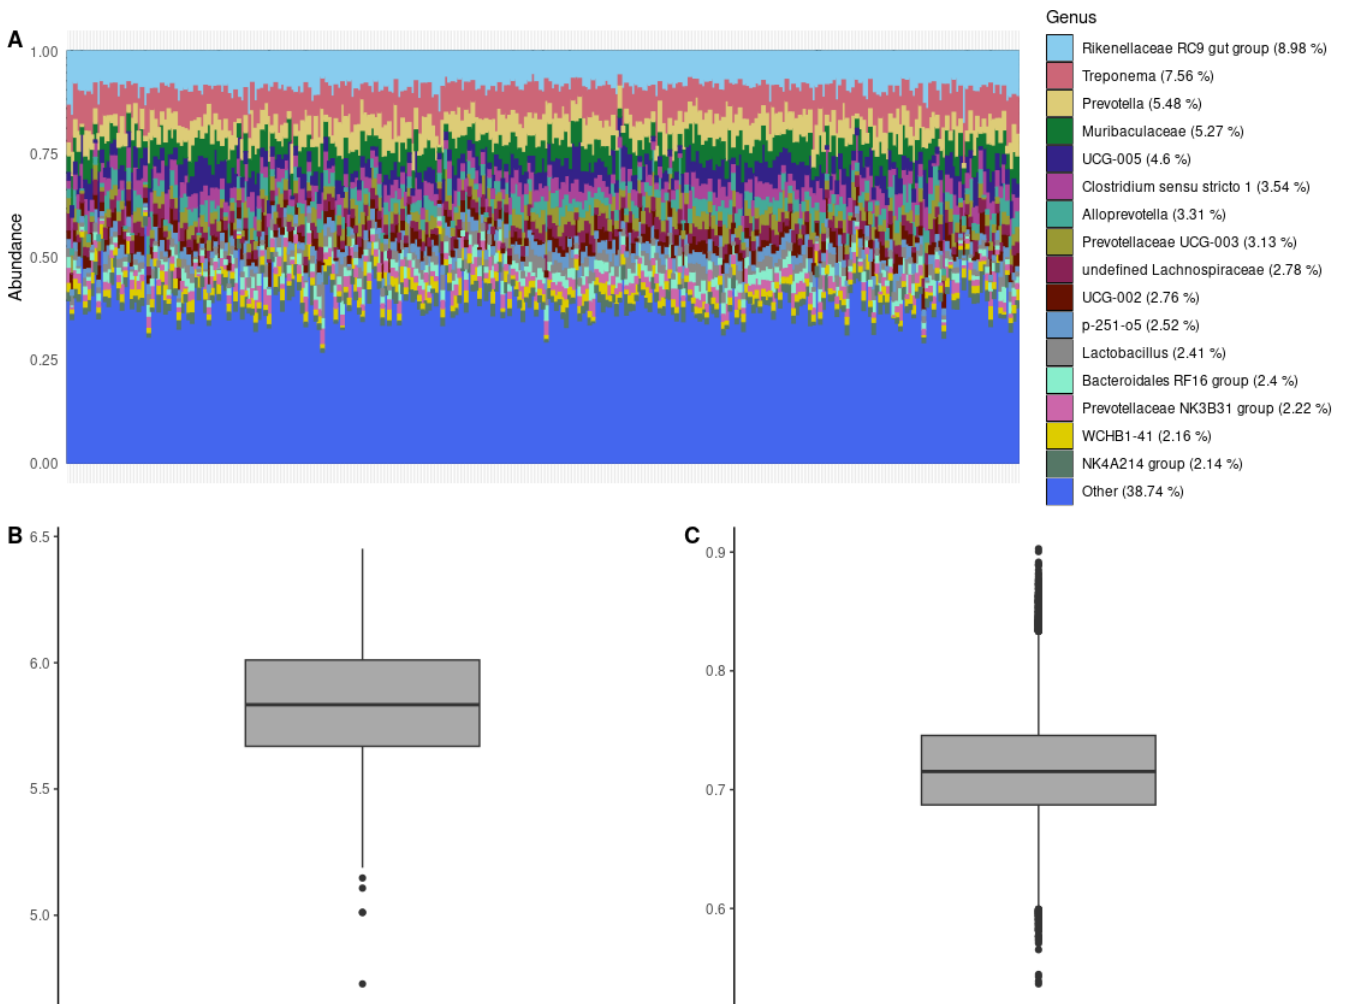 A
1.00
0.75
0.50
0.25
0.00
Abundance
Genus
Rikenellaceae RC9 gut group (8.98 %)
Treponema (7.56 %)
Prevotella (5.48 %)
Muribaculaceae (5.27 %)
UCG-005 (4.6 %)
Clostridium sensu stricto 1 (3.54 %)
Alloprevotella (3.31 %)
Prevotellaceae UCG-003 (3.13 %)
undefined Lachnospiraceae (2.78 %)
UCG-002 (2.76 %)
p-251-o5 (2.52 %)
Lactobacillus (2.41 %)
Bacteroidales RF16 group (2.4 %)
Prevotellaceae NK3B31 group (2.22 %)
WCHB1-41 (2.16 %)
NK4A214 group (2.14 %)
Other (38.74 %)
B
6.5
6.0
5.5
5.0
C
0.9
0.8
0.7
0.6